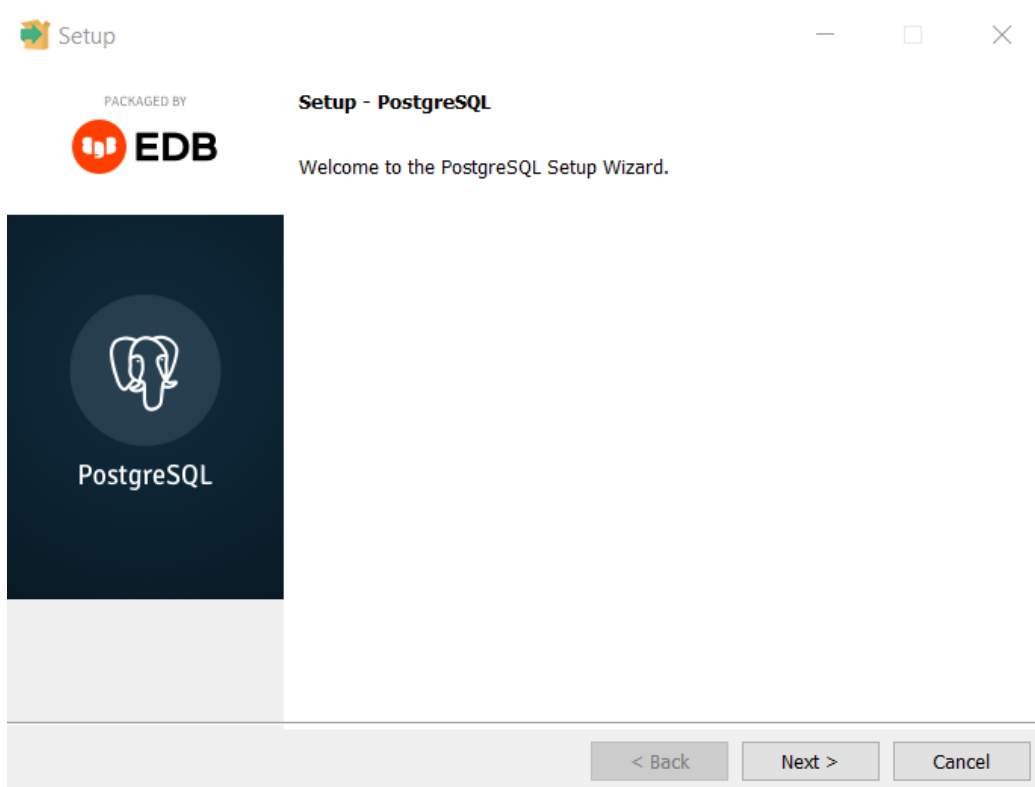 Setup
PACKAGED BY
EDB
Setup - PostgreSQL
Welcome to the PostgreSQL Setup Wizard.
PostgreSQL
< Back
Next >
Cancel